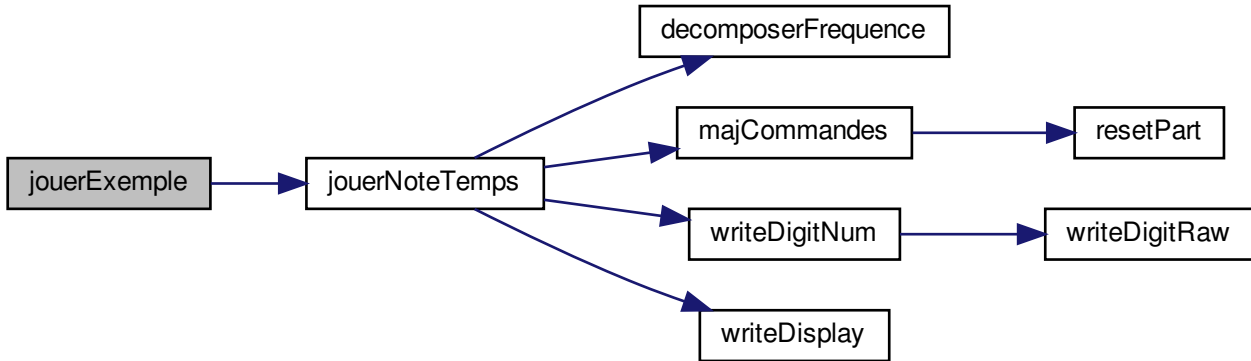 decomposerFrequence
majCommandes
resetPart
jouerExemple
jouerNoteTemps
writeDigitNum
writeDigitRaw
writeDisplay